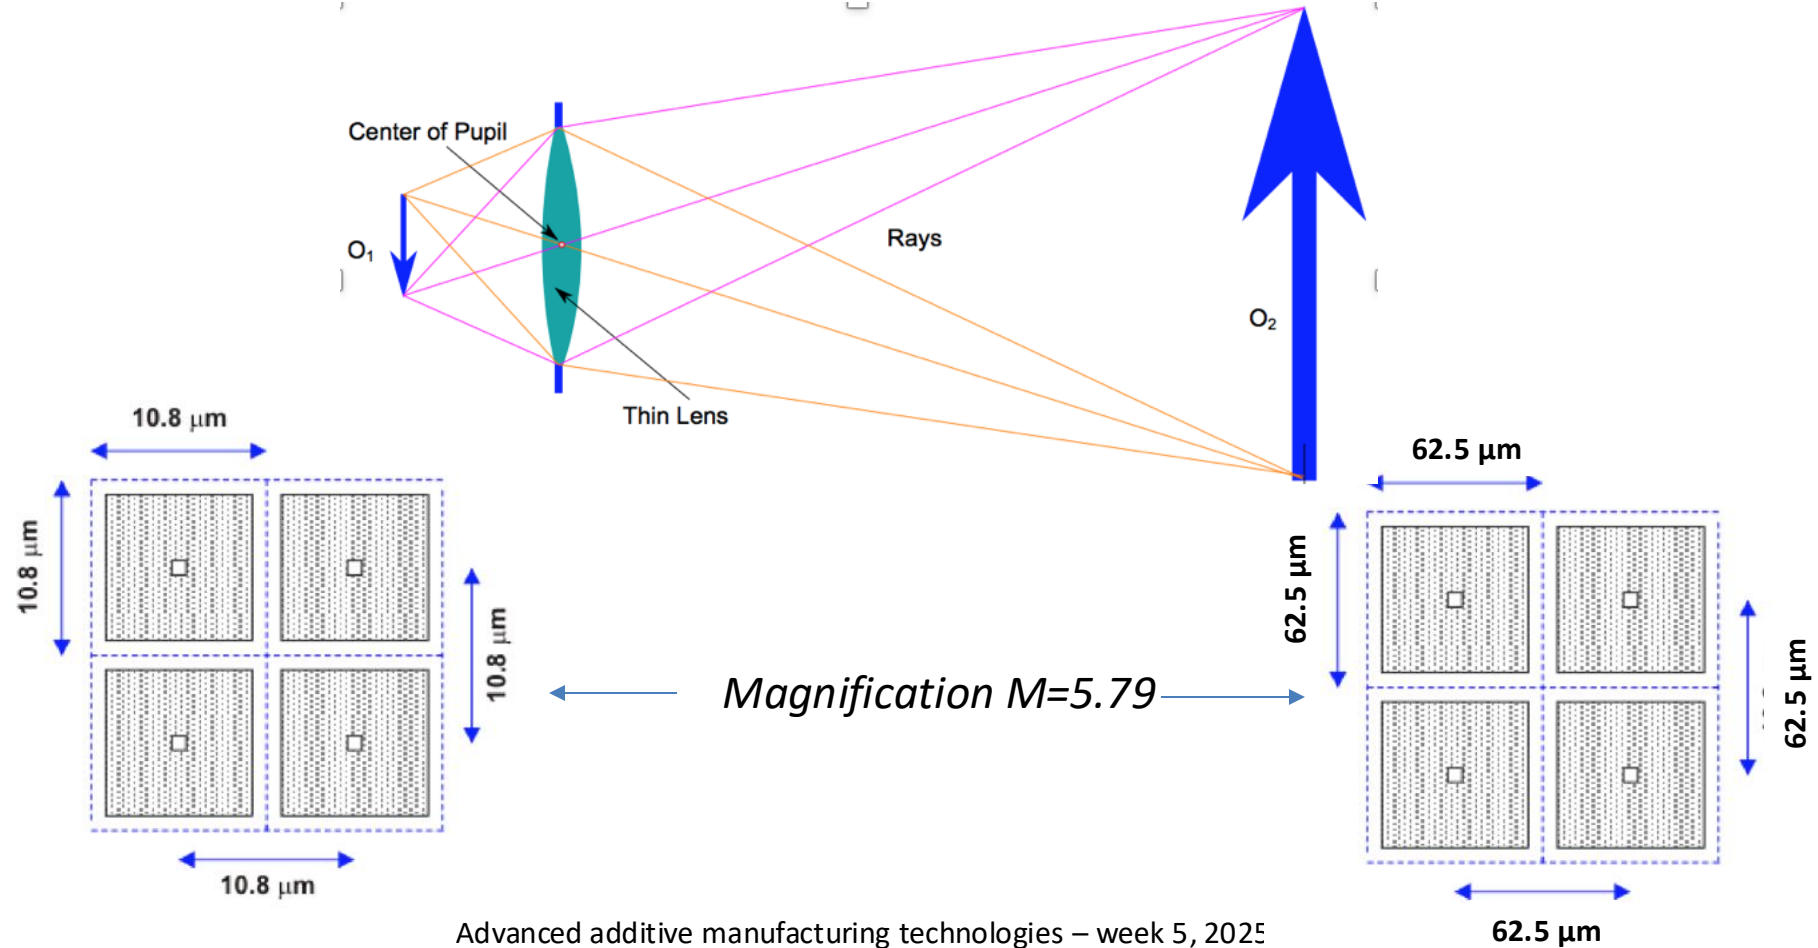 Center of Pupil
O₁
Rays
O₂
Thin Lens
10.8 µm
10.8 µm
10.8 µm
10.8 µm
Magnification M=5.79
62.5 µm
62.5 µm
62.5 µm
62.5 µm
Advanced additive manufacturing technologies – week 5, 2025